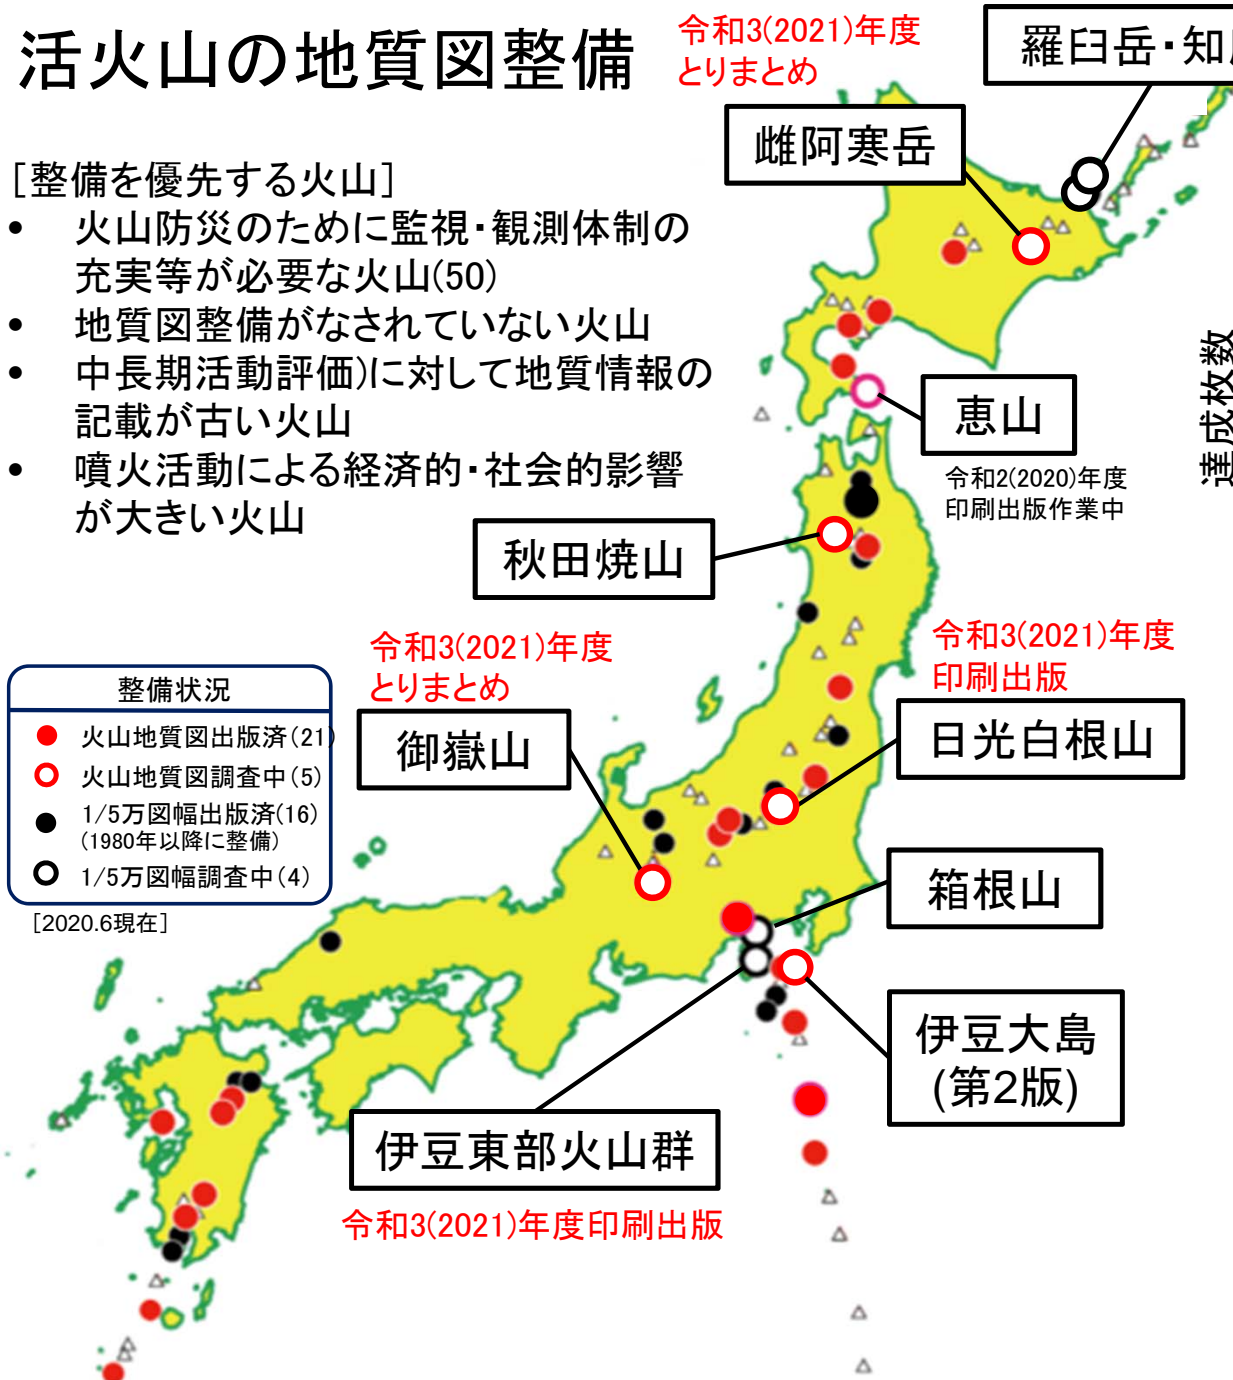 活火山の地質図整備
[整備を優先する火山]
• 火山防災のために監視・観測体制の
充実等が必要な火山(50)
• 地質図整備がなされていない火山
• 中長期活動評価)に対して地質情報の
記載が古い火山
• 噴火活動による経済的・社会的影響
が大きい火山
令和3(2021)年度
とりまとめ
雌阿寒岳
羅臼岳・知
達成枚数
恵山
令和2(2020)年度
印刷出版作業中
秋田焼山
令和3(2021)年度
とりまとめ
御嶽山
令和3(2021)年度
印刷出版
日光白根山
整備状況
火山地質図出版済(21)
火山地質図調査中(5)
1/5万図幅出版済(16)
(1980年以降に整備)
1/5万図幅調査中(4)
[2020.6現在]
箱根山
伊豆大島
(第2版)
伊豆東部火山群
令和3(2021)年度印刷出版